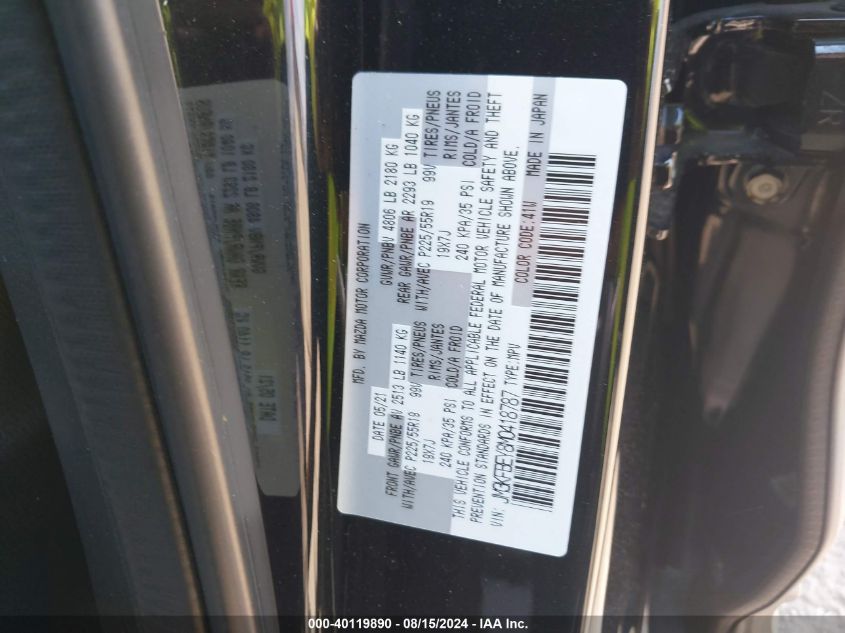 MFD. BY MAZDA MOTOR CORPORATION
DATE 05/21 GVWR/PNBV 4806 LB 2180 KG
FRONT GAWR/PNBE AV 2513 LB 1140 KG REAR GAWR/PNBE AR 2293 LB 1040 KG
WITH/AVEC P225/55R19 99V TIRES/PNEUS WITH/AVEC P225/55R19 99V TIRES/PNEUS
19X7J RIMS/JANTES 19X7J RIMS/JANTES
240 KPA/35 PSI COLD/A FROID 240 KPA/35 PSI COLD/A FROID
THIS VEHICLE CONFORMS TO ALL APPLICABLE FEDERAL MOTOR VEHICLE SAFETY AND THEFT
PREVENTION STANDARDS IN EFFECT ON THE DATE OF MANUFACTURE SHOWN ABOVE.
COLOR CODE:41W MADE IN JAPAN
VIN: JM3KFBEY8M0418787 TYPE:MPV
000-40119890 - 08/15/2024 - IAA Inc.